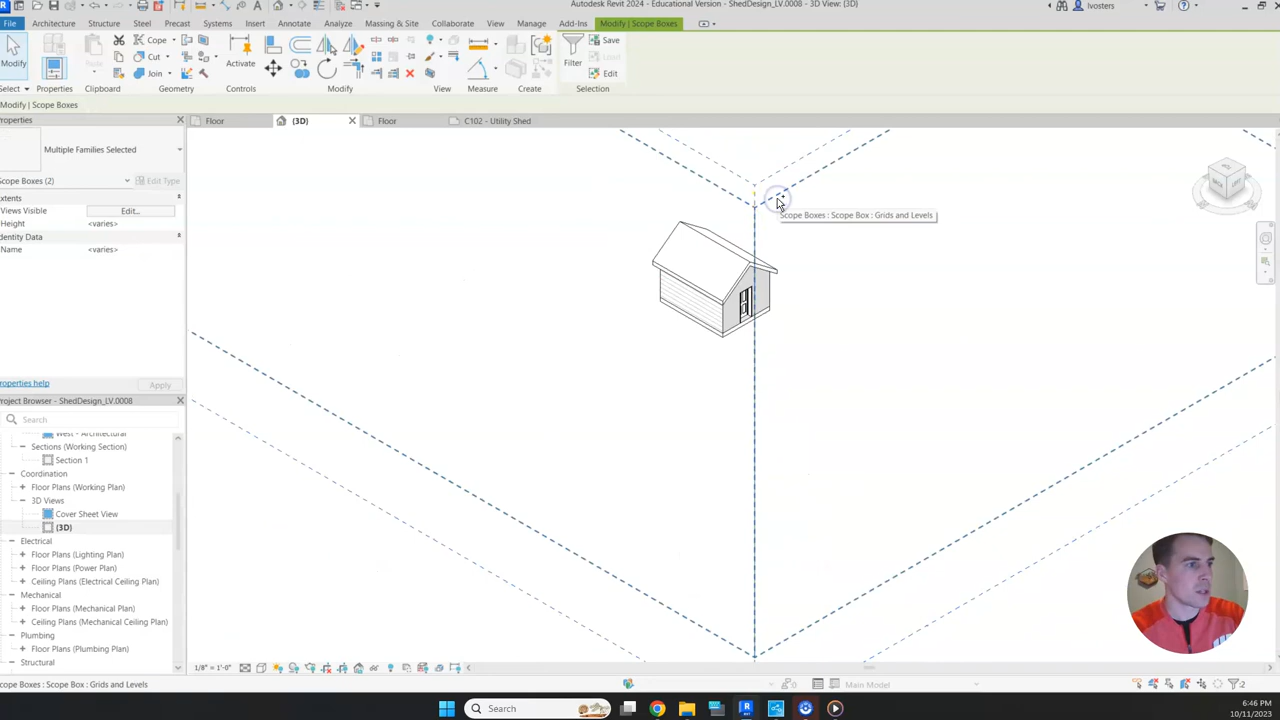 Autodesk Revit 2024 - Educational Version - ShedDesign_LV.0008 - 3D View: {3D}
lvosters
File Architecture Structure Steel Precast Systems Insert Annotate Analyze Massing & Site Collaborate View Manage Add-Ins Modify | Scope Boxes
Cope Save
Modify Paste Cut Activate Filter Load
Join Edit
Select Properties Clipboard Geometry Controls Modify View Measure Create Selection
Modify | Scope Boxes
Properties Floor (3D) Floor C102 - Utility Shed
Multiple Families Selected
Scope Boxes (2) Edit Type
Extents
Views Visible Edit...
Height <varies>
Identity Data
Name <varies>
Scope Boxes : Scope Box : Grids and Levels
Properties help Apply
Project Browser - ShedDesign_LV.0008
Search
West - Architectural
Sections (Working Section)
Section 1
Coordination
Floor Plans (Working Plan)
3D Views
Cover Sheet View
(3D)
Electrical
Floor Plans (Lighting Plan)
Floor Plans (Power Plan)
Ceiling Plans (Electrical Ceiling Plan)
Mechanical
Floor Plans (Mechanical Plan)
Ceiling Plans (Mechanical Ceiling Plan)
Plumbing
Floor Plans (Plumbing Plan)
Structural
1/8" = 1'-0"
Scope Boxes : Scope Box : Grids and Levels :0 Main Model :2
Search
6:46 PM
10/11/2023